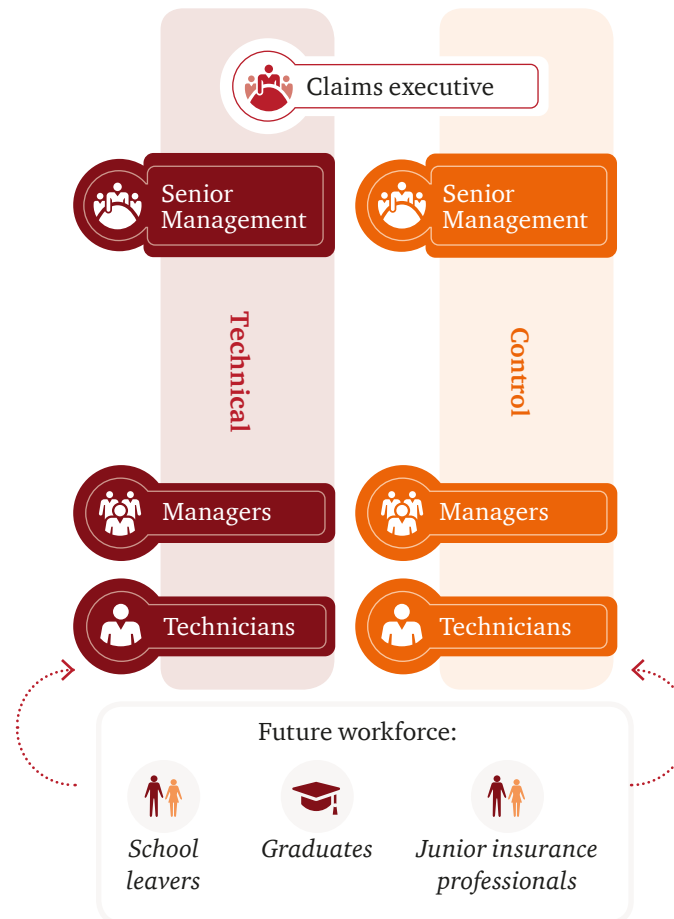 Claims executive
Senior
Management
Senior
Management
Technical
Control
Managers
Managers
Technicians
Technicians
Future workforce:
School
leavers
Graduates
Junior insurance
professionals